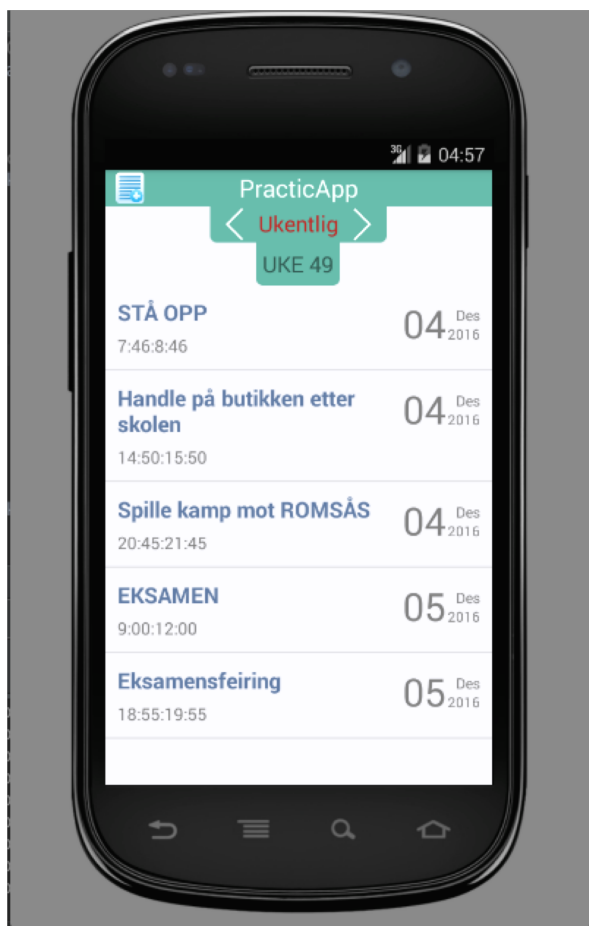 3G 04:57
PracticApp
Ukentlig
UKE 49
STÅ OPP
7:46:8:46
04 Des 2016
Handle på butikken etter
skolen
14:50:15:50
04 Des 2016
Spille kamp mot ROMSÅS
20:45:21:45
04 Des 2016
EKSAMEN
9:00:12:00
05 Des 2016
Eksamensfeiring
18:55:19:55
05 Des 2016